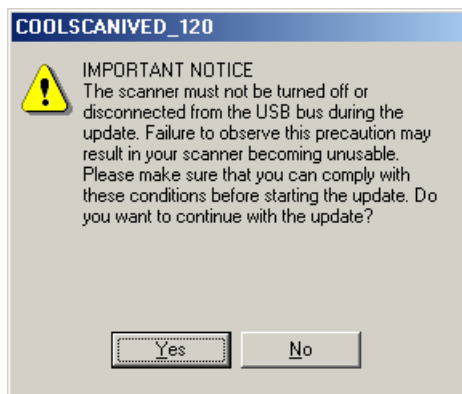 COOLSCANIVED_120
IMPORTANT NOTICE
The scanner must not be turned off or
disconnected from the USB bus during the
update. Failure to observe this precaution may
result in your scanner becoming unusable.
Please make sure that you can comply with
these conditions before starting the update. Do
you want to continue with the update?
Yes
No